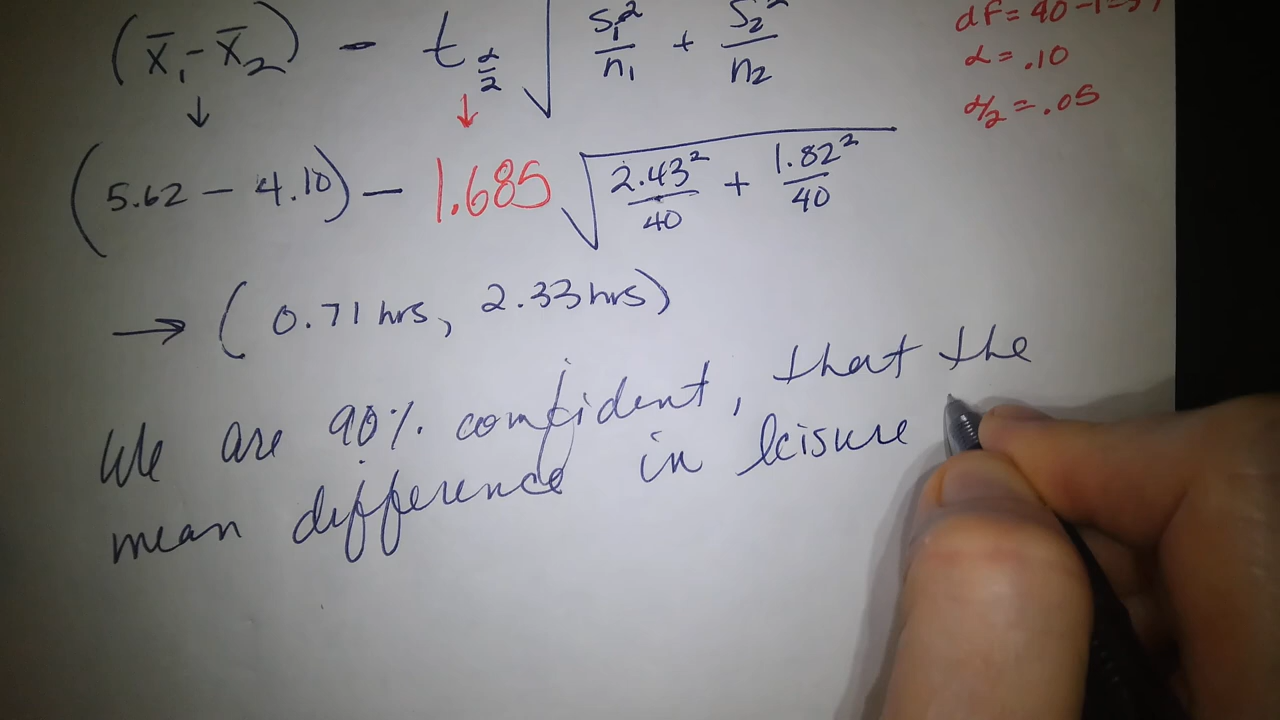 (x̄₁ - x̄₂) - t α/2 √ s₁²/n₁ + s₂²/n₂
df = 40 - 1 = 39
α = .10
α/2 = .05
(5.62 - 4.10) - 1.685 √ 2.43²/40 + 1.82²/40
→ (0.71 hrs, 2.33 hrs)
We are 90% confident, that the
mean difference in leisure